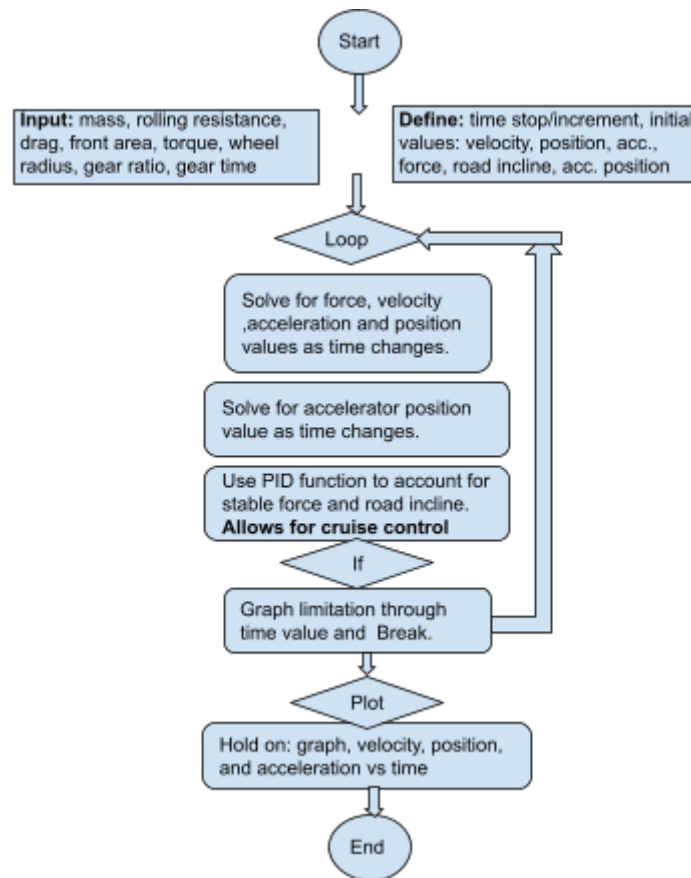 Start
Input: mass, rolling resistance,
drag, front area, torque, wheel
radius, gear ratio, gear time
Define: time stop/increment, initial
values: velocity, position, acc.,
force, road incline, acc. position
Loop
Solve for force, velocity
,acceleration and position
values as time changes.
Solve for accelerator position
value as time changes.
Use PID function to account for
stable force and road incline.
Allows for cruise control
If
Graph limitation through
time value and Break.
Plot
Hold on: graph, velocity, position,
and acceleration vs time
End